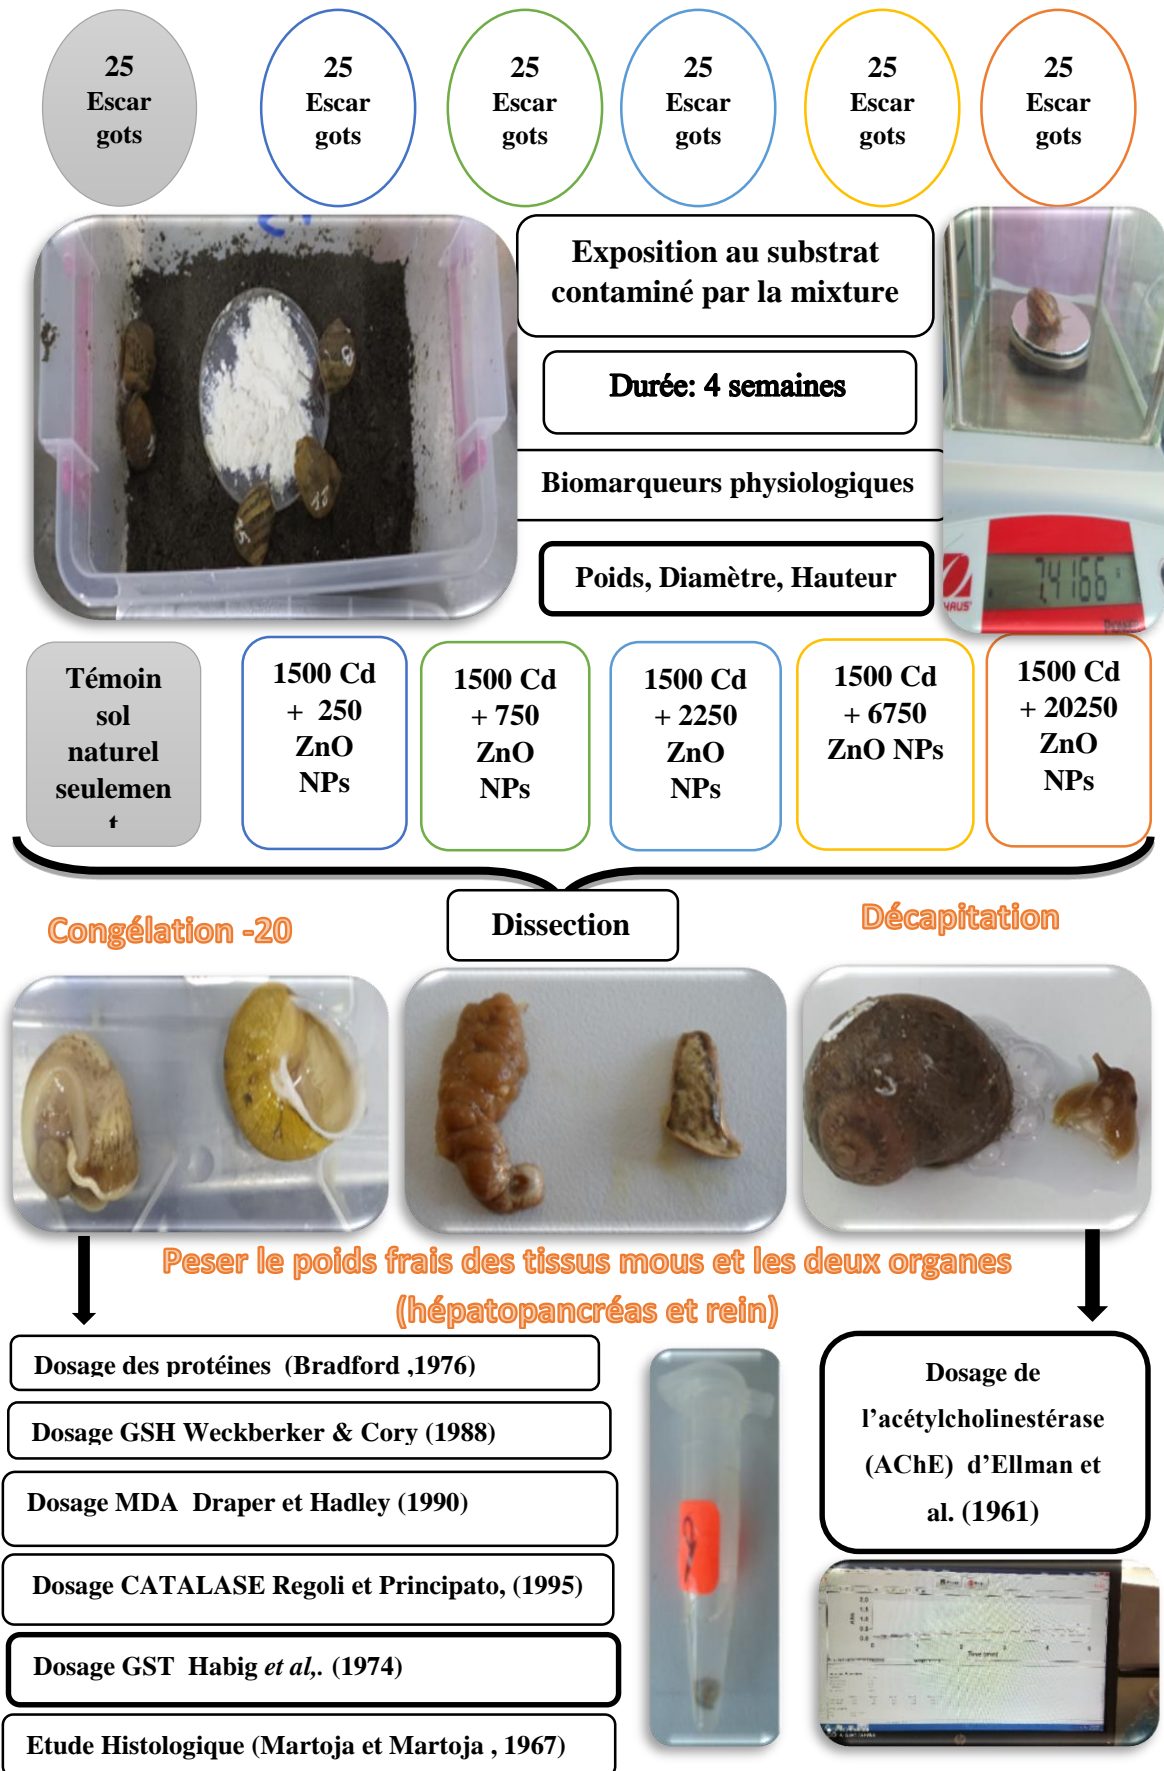 25
Escar
gots
25
Escar
gots
25
Escar
gots
25
Escar
gots
25
Escar
gots
25
Escar
gots
Exposition au substrat
contaminé par la mixture
Durée: 4 semaines
Biomarqueurs physiologiques
Poids, Diamètre, Hauteur
7.4166
HAUS
Témoin
sol
naturel
seulemen
t
1500 Cd
+ 250
ZnO
NPs
1500 Cd
+ 750
ZnO
NPs
1500 Cd
+ 2250
ZnO
NPs
1500 Cd
+ 6750
ZnO NPs
1500 Cd
+ 20250
ZnO
NPs
Congélation -20
Dissection
Décapitation
Peser le poids frais des tissus mous et les deux organes
(hépatopancréas et rein)
Dosage des protéines (Bradford ,1976)
Dosage GSH Weckberker & Cory (1988)
Dosage MDA Draper et Hadley (1990)
Dosage CATALASE Regoli et Principato, (1995)
Dosage GST Habig et al,. (1974)
Etude Histologique (Martoja et Martoja , 1967)
Dosage de
l’acétylcholinestérase
(AChE) d’Ellman et
al. (1961)
Time (min)